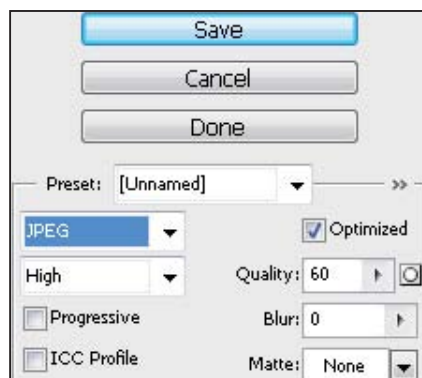 Save
Cancel
Done
Preset: [Unnamed]
JPEG Optimized
High Quality: 60
Progressive Blur: 0
ICC Profile Matte: None